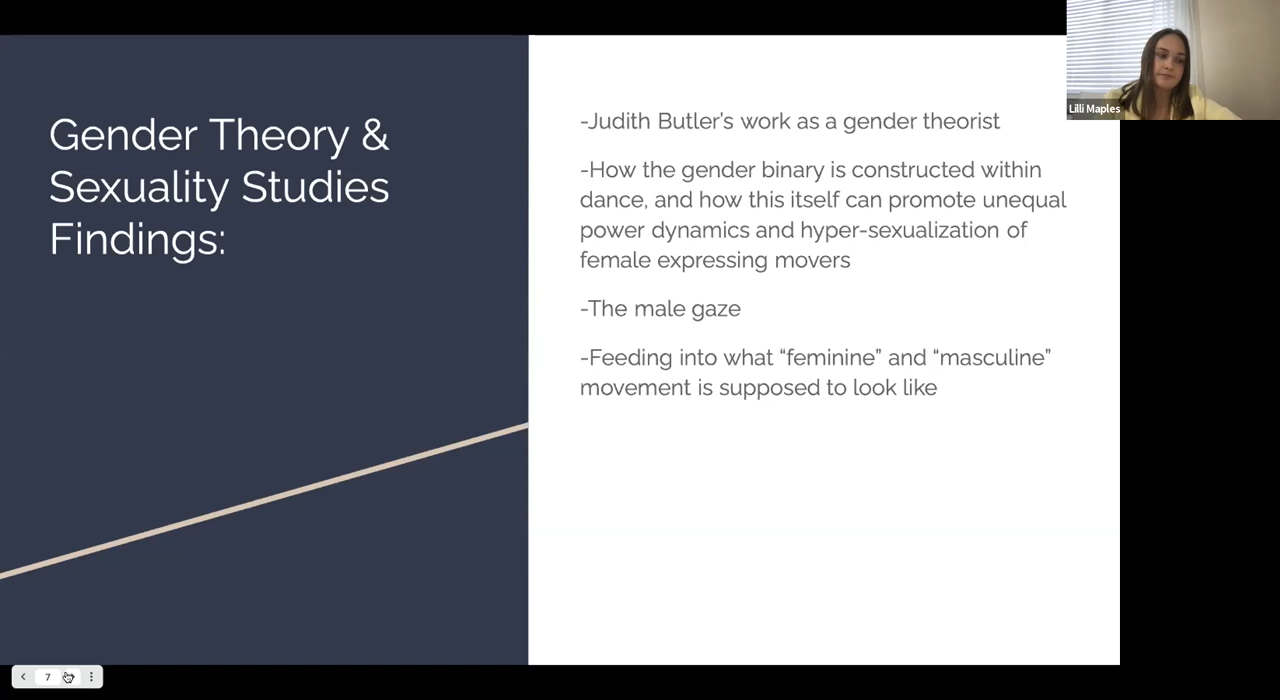 Gender Theory &
Sexuality Studies
Findings:
-Judith Butler’s work as a gender theorist
-How the gender binary is constructed within
dance, and how this itself can promote unequal
power dynamics and hyper-sexualization of
female expressing movers
-The male gaze
-Feeding into what “feminine” and “masculine”
movement is supposed to look like
Lilli Maples
7